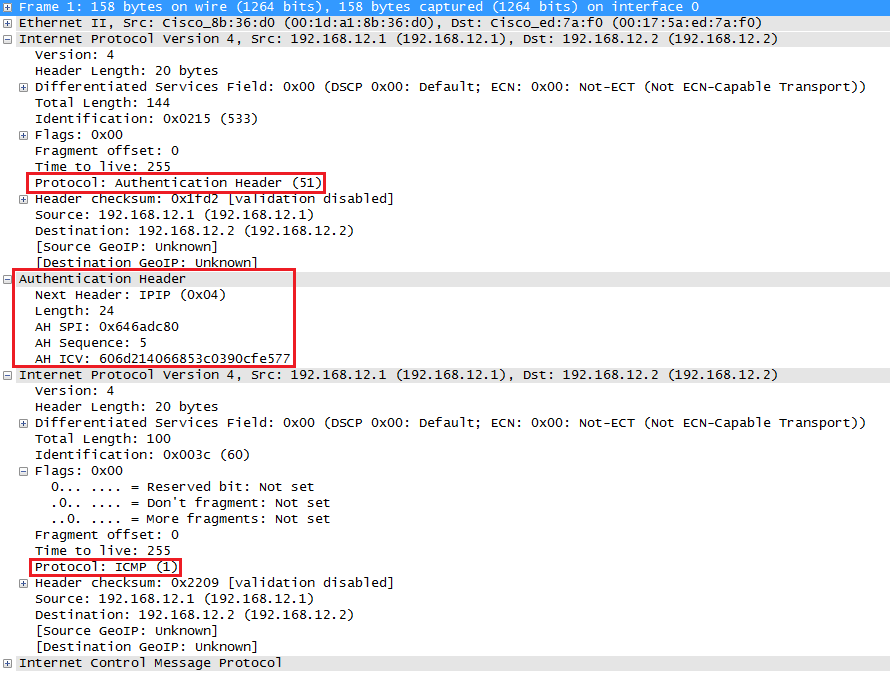 Frame 1: 158 bytes on wire (1264 bits), 158 bytes captured (1264 bits) on interface 0
Ethernet II, Src: Cisco_8b:36:d0 (00:1d:a1:8b:36:d0), Dst: Cisco_ed:7a:f0 (00:17:5a:ed:7a:f0)
Internet Protocol Version 4, Src: 192.168.12.1 (192.168.12.1), Dst: 192.168.12.2 (192.168.12.2)
Version: 4
Header Length: 20 bytes
Differentiated Services Field: 0x00 (DSCP 0x00: Default; ECN: 0x00: Not-ECT (Not ECN-Capable Transport))
Total Length: 144
Identification: 0x0215 (533)
Flags: 0x00
Fragment offset: 0
Time to live: 255
Protocol: Authentication Header (51)
Header checksum: 0x1fd2 [validation disabled]
Source: 192.168.12.1 (192.168.12.1)
Destination: 192.168.12.2 (192.168.12.2)
[Source GeoIP: Unknown]
[Destination GeoIP: Unknown]
Authentication Header
Next Header: IPIP (0x04)
Length: 24
AH SPI: 0x646adc80
AH Sequence: 5
AH ICV: 606d214066853c0390cfe577
Internet Protocol Version 4, Src: 192.168.12.1 (192.168.12.1), Dst: 192.168.12.2 (192.168.12.2)
Version: 4
Header Length: 20 bytes
Differentiated Services Field: 0x00 (DSCP 0x00: Default; ECN: 0x00: Not-ECT (Not ECN-Capable Transport))
Total Length: 100
Identification: 0x003c (60)
Flags: 0x00
0... .... = Reserved bit: Not set
.0.. .... = Don't fragment: Not set
..0. .... = More fragments: Not set
Fragment offset: 0
Time to live: 255
Protocol: ICMP (1)
Header checksum: 0x2209 [validation disabled]
Source: 192.168.12.1 (192.168.12.1)
Destination: 192.168.12.2 (192.168.12.2)
[Source GeoIP: Unknown]
[Destination GeoIP: Unknown]
Internet Control Message Protocol